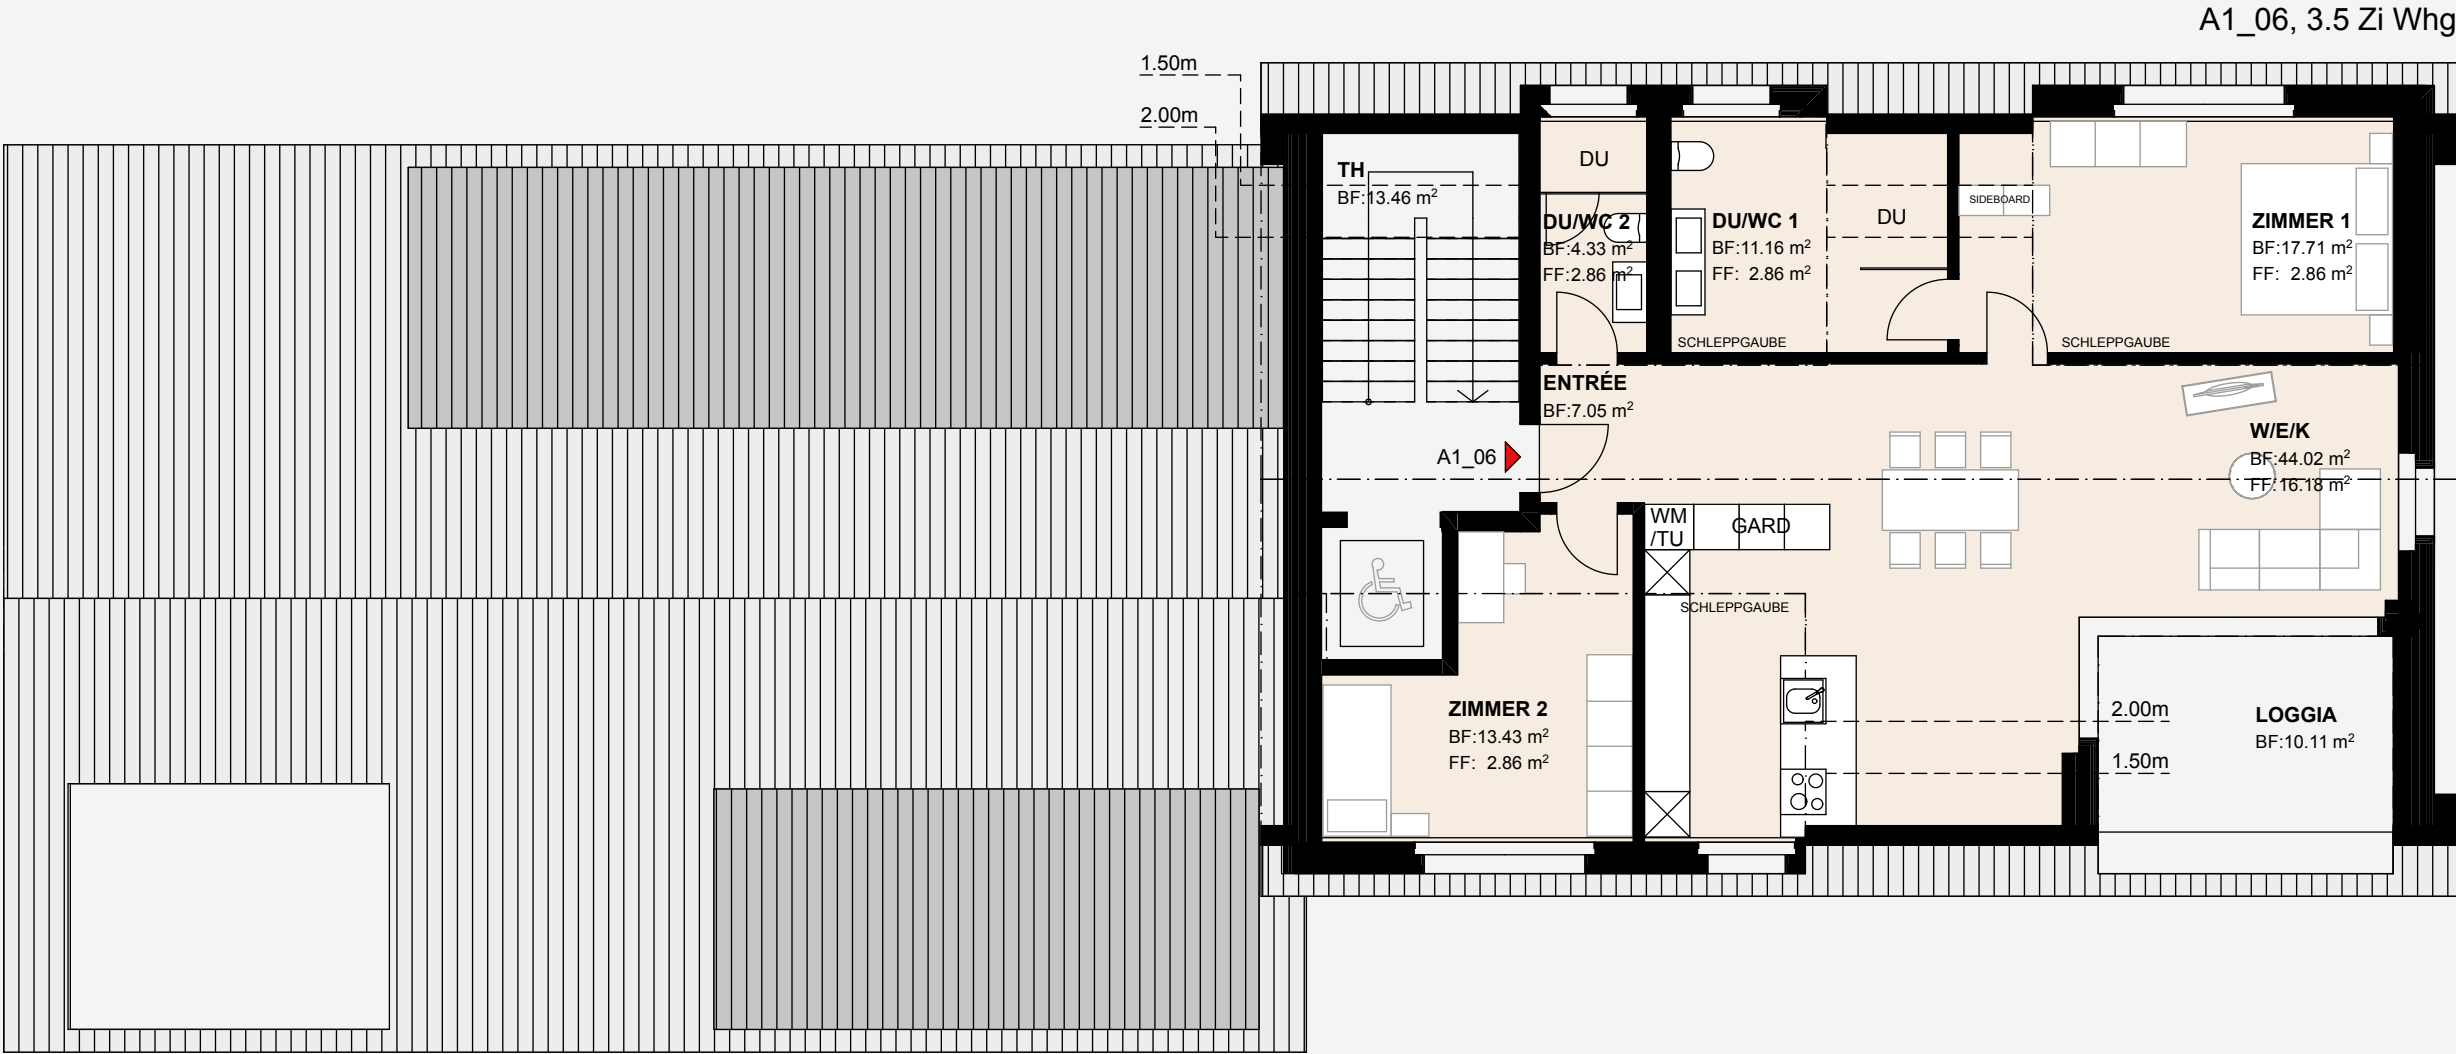 A1_06, 3.5 Zi Whg
1.50m
2.00m
TH
BF:13.46 m²
DU
DU/WC 2
BF:4.33 m²
FF:2.86 m²
DU/WC 1
BF:11.16 m²
FF: 2.86 m²
SCHLEPPGAUBE
DU
SIDEBOARD
ZIMMER 1
BF:17.71 m²
FF: 2.86 m²
SCHLEPPGAUBE
ENTRÉE
BF:7.05 m²
A1_06
W/E/K
BF:44.02 m²
FF:16.18 m²
WM
/TU
GARD
SCHLEPPGAUBE
ZIMMER 2
BF:13.43 m²
FF: 2.86 m²
2.00m
1.50m
LOGGIA
BF:10.11 m²